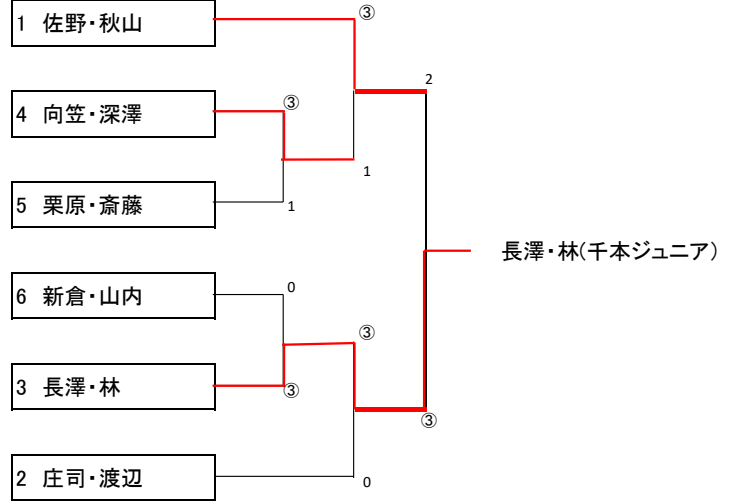 1 佐野・秋山
③
2
4 向笠・深澤
③
1
5 栗原・斎藤
1
長澤・林(千本ジュニア)
6 新倉・山内
0
③
3 長澤・林
③
③
2 庄司・渡辺
0